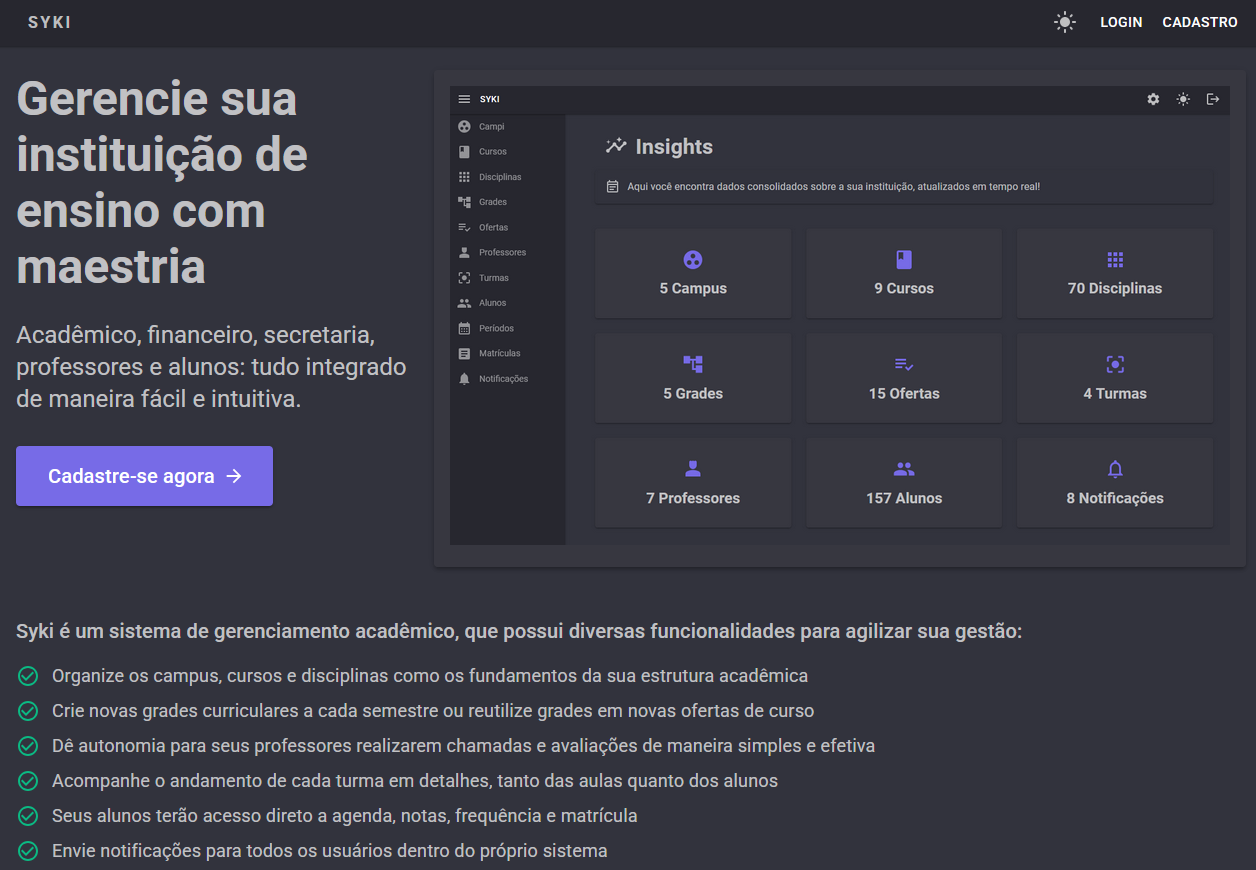 SYKI
LOGIN
CADASTRO
Gerencie sua
instituição de
ensino com
maestria
Acadêmico, financeiro, secretaria,
professores e alunos: tudo integrado
de maneira fácil e intuitiva.
Cadastre-se agora
SYKI
Campi
Cursos
Disciplinas
Grades
Ofertas
Professores
Turmas
Alunos
Períodos
Matrículas
Notificações
Insights
Aqui você encontra dados consolidados sobre a sua instituição, atualizados em tempo real!
5 Campus
9 Cursos
70 Disciplinas
5 Grades
15 Ofertas
4 Turmas
7 Professores
157 Alunos
8 Notificações
Syki é um sistema de gerenciamento acadêmico, que possui diversas funcionalidades para agilizar sua gestão:
Organize os campus, cursos e disciplinas como os fundamentos da sua estrutura acadêmica
Crie novas grades curriculares a cada semestre ou reutilize grades em novas ofertas de curso
Dê autonomia para seus professores realizarem chamadas e avaliações de maneira simples e efetiva
Acompanhe o andamento de cada turma em detalhes, tanto das aulas quanto dos alunos
Seus alunos terão acesso direto a agenda, notas, frequência e matrícula
Envie notificações para todos os usuários dentro do próprio sistema